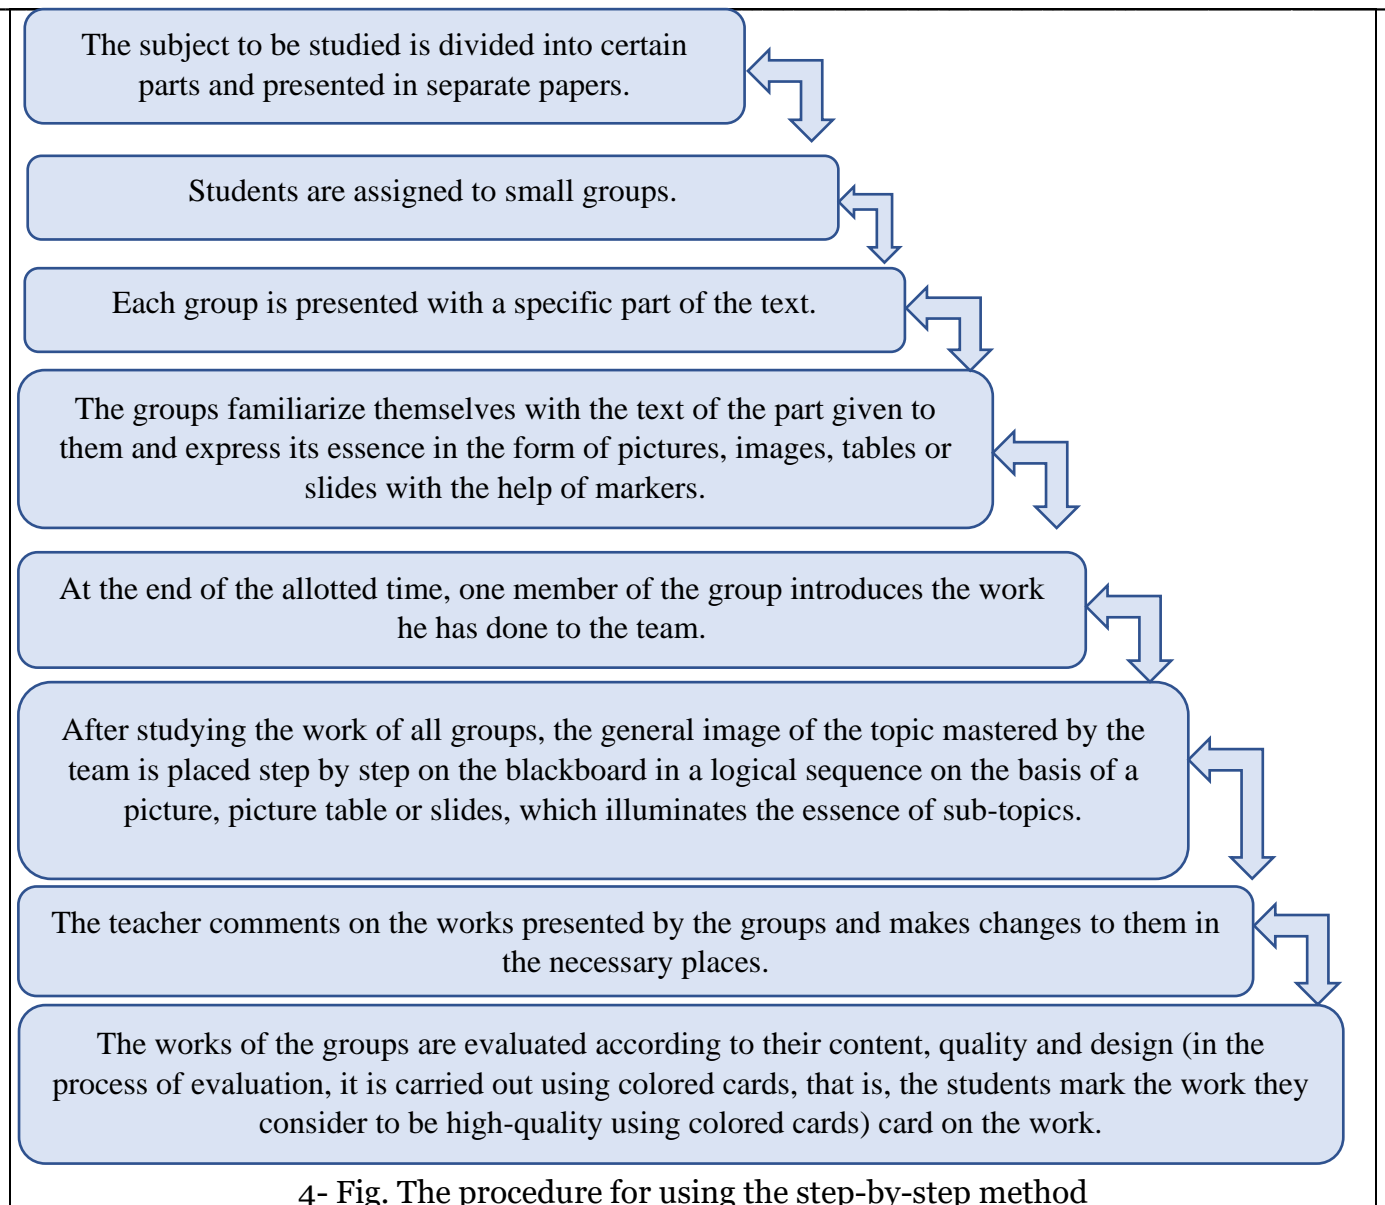 The subject to be studied is divided into certain
parts and presented in separate papers.
Students are assigned to small groups.
Each group is presented with a specific part of the text.
The groups familiarize themselves with the text of the part given to
them and express its essence in the form of pictures, images, tables or
slides with the help of markers.
At the end of the allotted time, one member of the group introduces the work
he has done to the team.
After studying the work of all groups, the general image of the topic mastered by the
team is placed step by step on the blackboard in a logical sequence on the basis of a
picture, picture table or slides, which illuminates the essence of sub-topics.
The teacher comments on the works presented by the groups and makes changes to them in
the necessary places.
The works of the groups are evaluated according to their content, quality and design (in the
process of evaluation, it is carried out using colored cards, that is, the students mark the work they
consider to be high-quality using colored cards) card on the work.
4- Fig. The procedure for using the step-by-step method